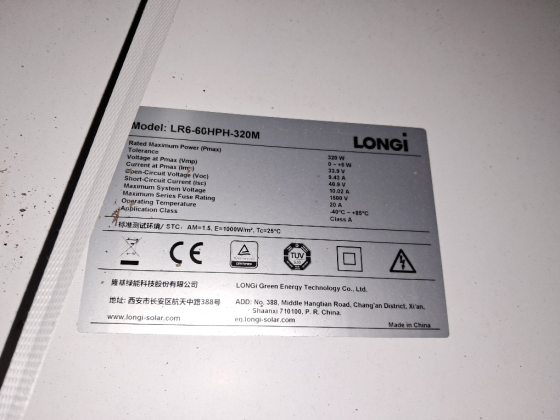 Model: LR6-60HPH-320M
LONGi
Rated Maximum Power (Pmax) 320 W
Tolerance 0 ~ +5 W
Voltage at Pmax (Vmp) 33.9 V
Current at Pmax (Imp) 9.43 A
Open-Circuit Voltage (Voc) 40.9 V
Short-Circuit Current (Isc) 10.02 A
Maximum System Voltage 1500 V
Maximum Series Fuse Rating 20 A
Operating Temperature -40°C ~ +85°C
Application Class Class A
标准测试环境/ STC: AM=1.5, E=1000W/m², Tc=25°C
CE
TÜV
隆基绿能科技股份有限公司
LONGi Green Energy Technology Co., Ltd.
地址: 西安市长安区航天中路388号
ADD: No. 388, Middle Hangtian Road, Chang'an District, Xi'an,
Shaanxi 710100, P. R. China.
www.longi-solar.com
en.longi-solar.com
Made in China